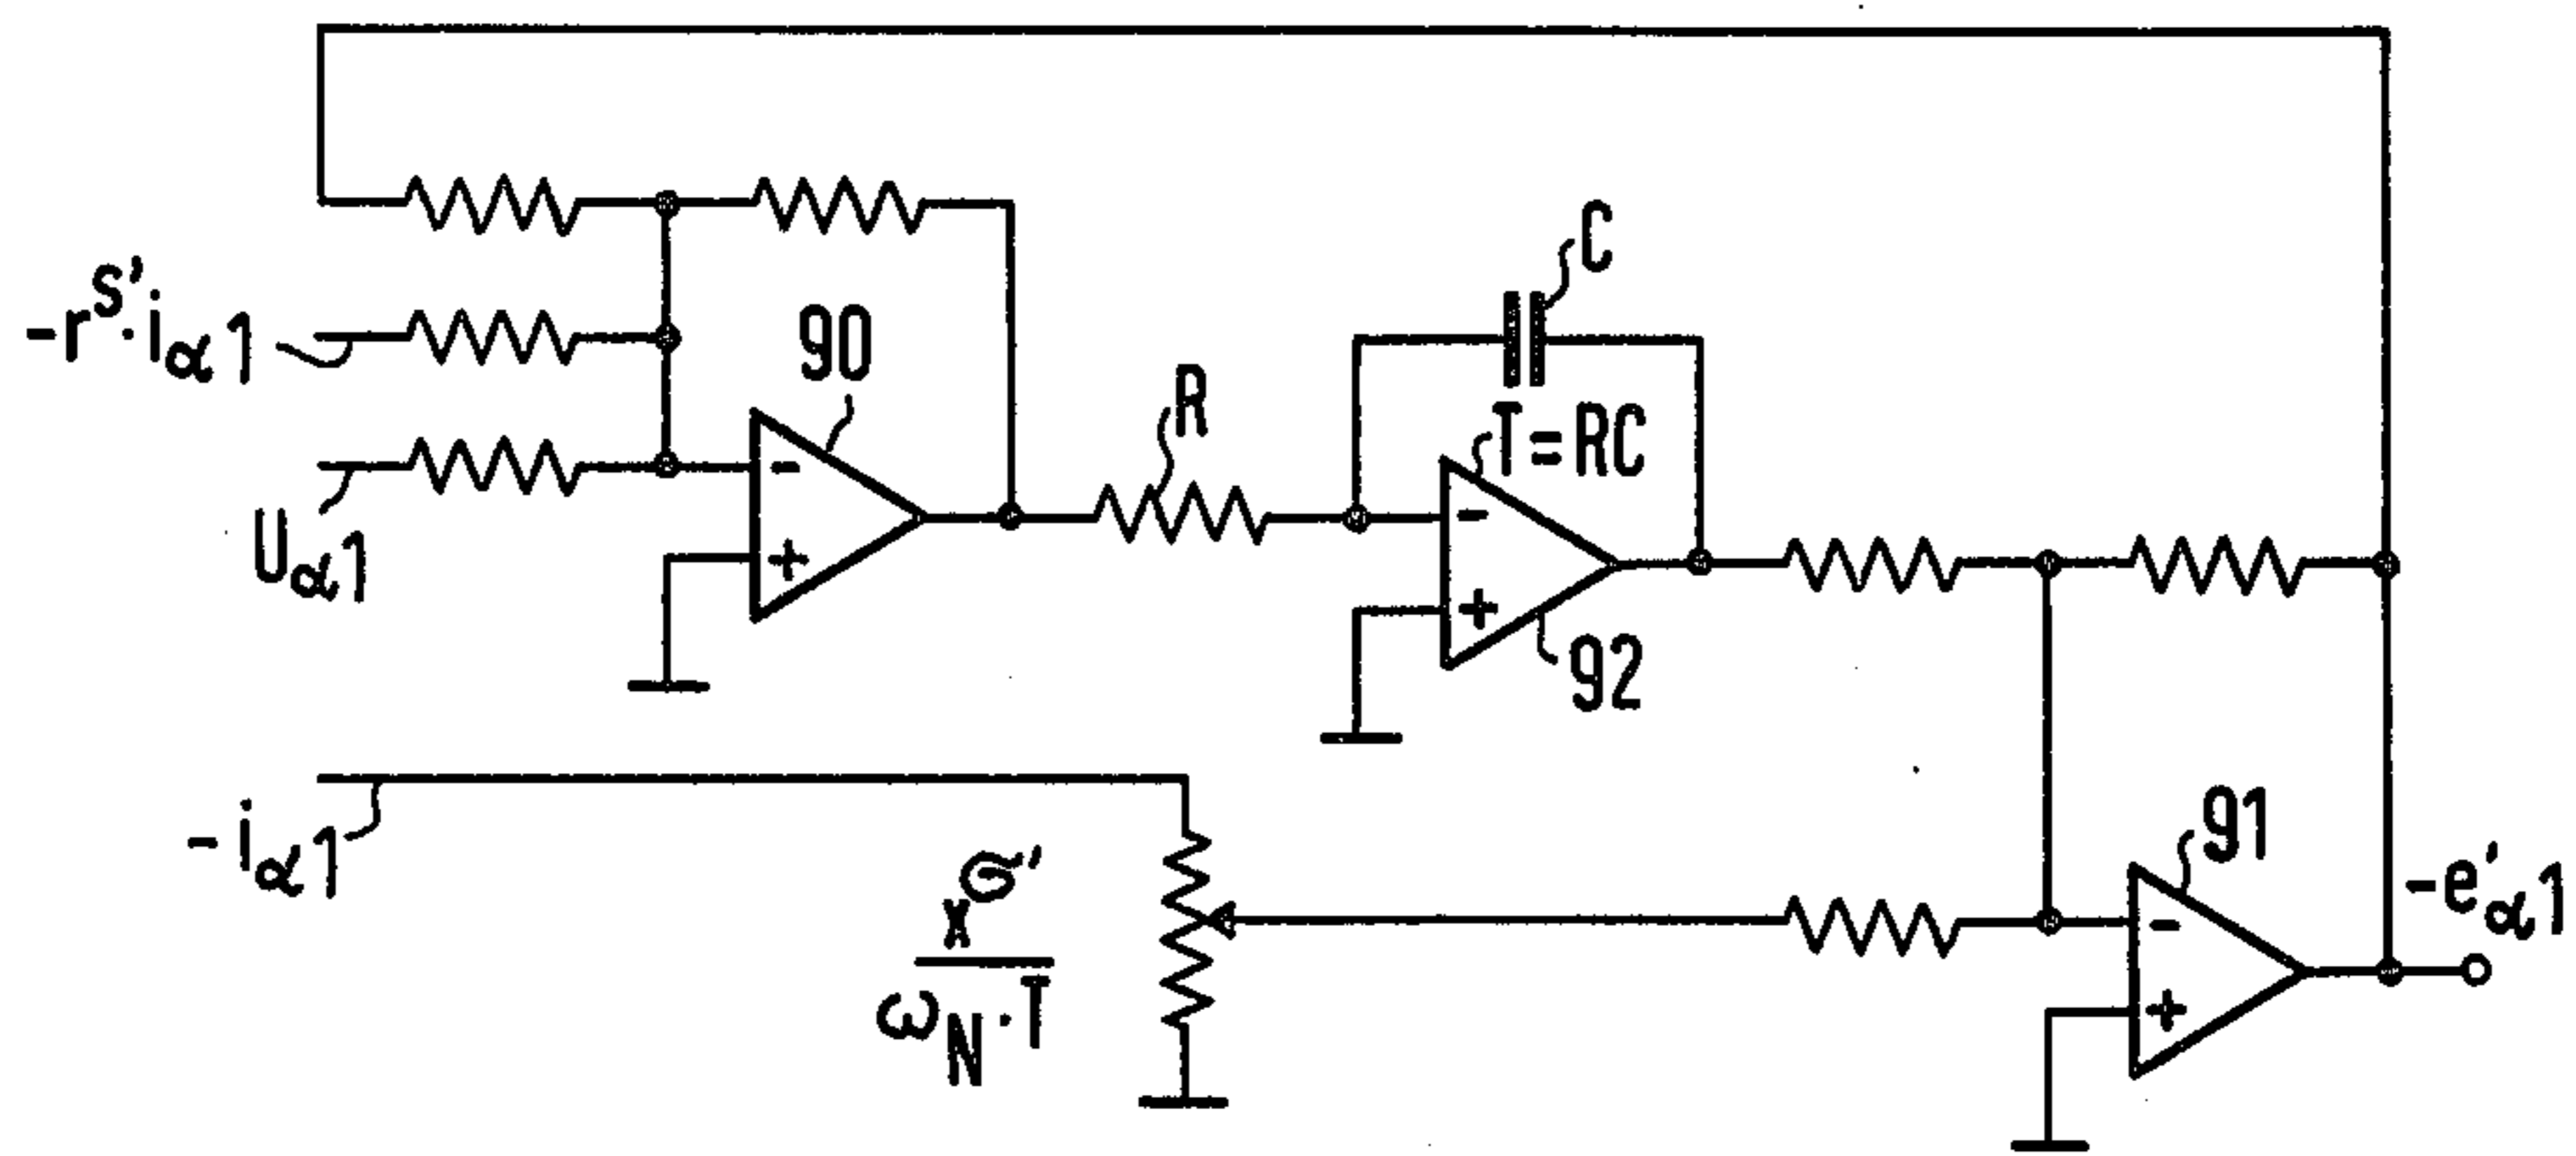 -r^s'·i_α1
U_α1
90
-
+
R
C
T=RC
-
+
92
-i_α1
x^σ'
ω_N·T
91
-
+
-e'_α1